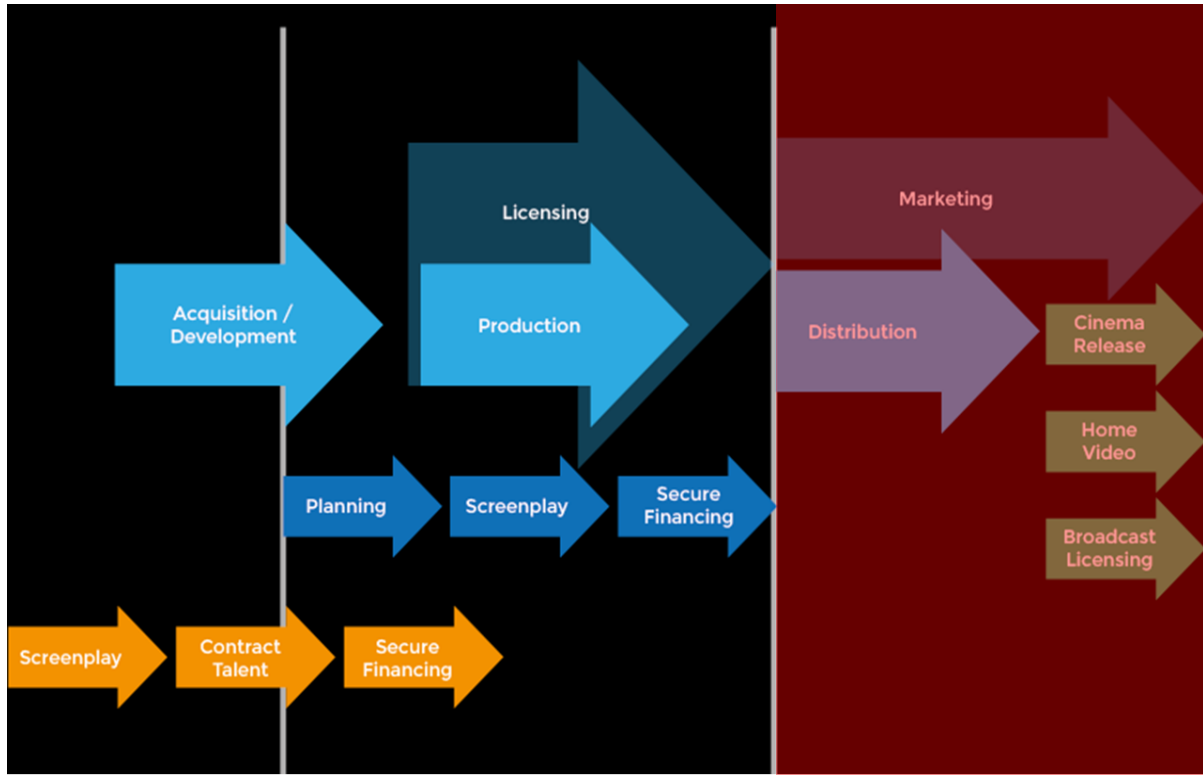 Licensing
Marketing
Acquisition /
Development
Production
Distribution
Cinema
Release
Home
Video
Planning
Screenplay
Secure
Financing
Broadcast
Licensing
Screenplay
Contract
Talent
Secure
Financing